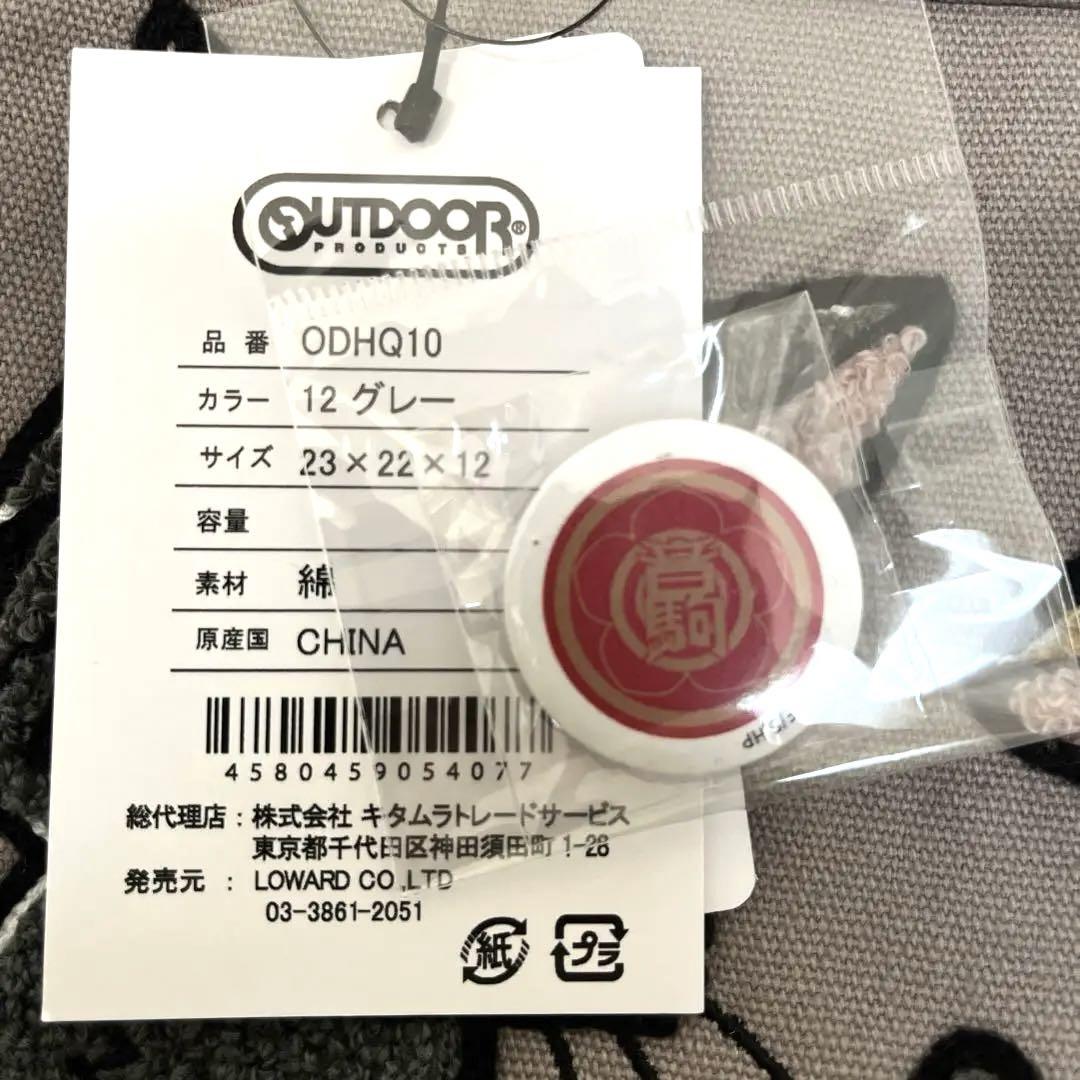 OUTDOOR®
PRODUCTS
品番 ODHQ10
カラー 12 グレー
サイズ 23×22×12
容量
素材 綿
原産国 CHINA
4580459054077
総代理店：株式会社 キタムラトレードサービス
東京都千代田区神田須田町 1-28
発売元 ： LOWARD CO.,LTD
03-3861-2051
紙
プラ